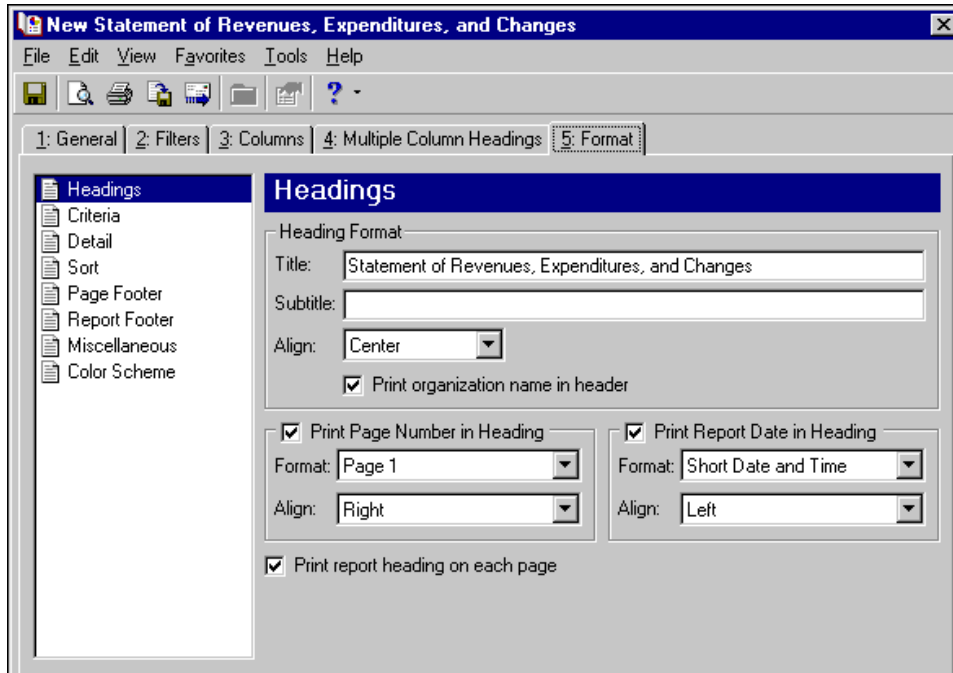 New Statement of Revenues, Expenditures, and Changes
File Edit View Favorites Tools Help
?
1: General 2: Filters 3: Columns 4: Multiple Column Headings 5: Format
Headings
Criteria
Detail
Sort
Page Footer
Report Footer
Miscellaneous
Color Scheme
Headings
Heading Format
Title: Statement of Revenues, Expenditures, and Changes
Subtitle:
Align: Center
Print organization name in header
Print Page Number in Heading
Format: Page 1
Align: Right
Print Report Date in Heading
Format: Short Date and Time
Align: Left
Print report heading on each page